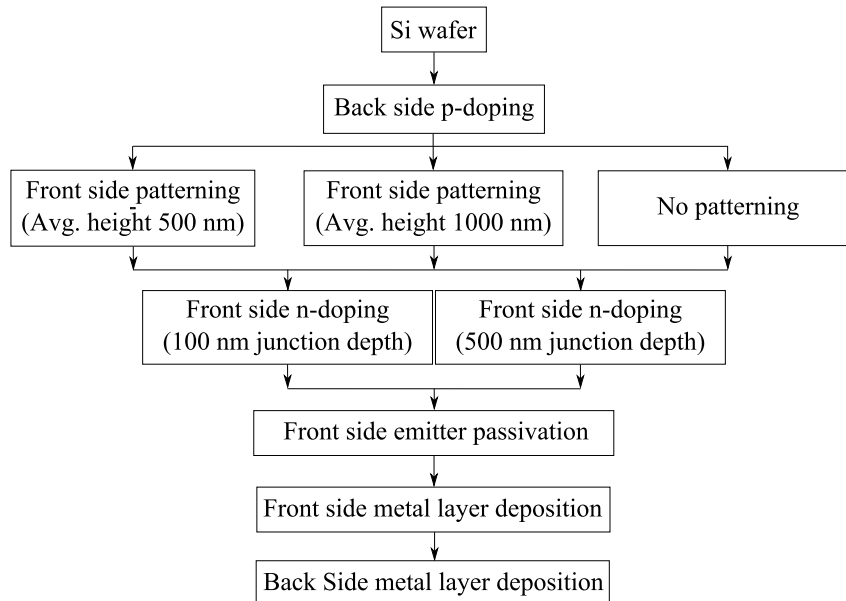 Si wafer
Back side p-doping
Front side patterning
(Avg. height 500 nm)
Front side patterning
(Avg. height 1000 nm)
No patterning
Front side n-doping
(100 nm junction depth)
Front side n-doping
(500 nm junction depth)
Front side emitter passivation
Front side metal layer deposition
Back Side metal layer deposition